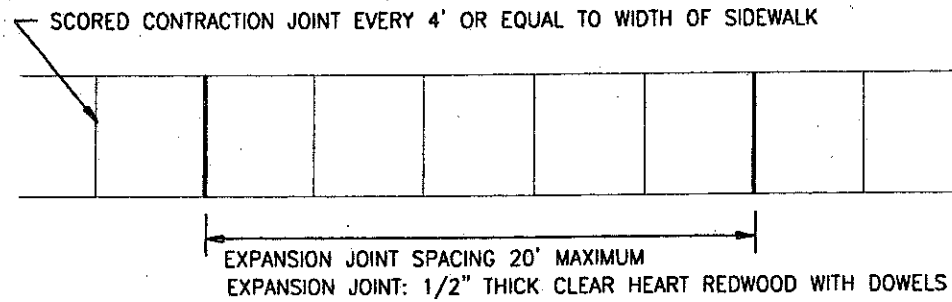 SCORED CONTRACTION JOINT EVERY 4' OR EQUAL TO WIDTH OF SIDEWALK
EXPANSION JOINT SPACING 20' MAXIMUM
EXPANSION JOINT: 1/2" THICK CLEAR HEART REDWOOD WITH DOWELS